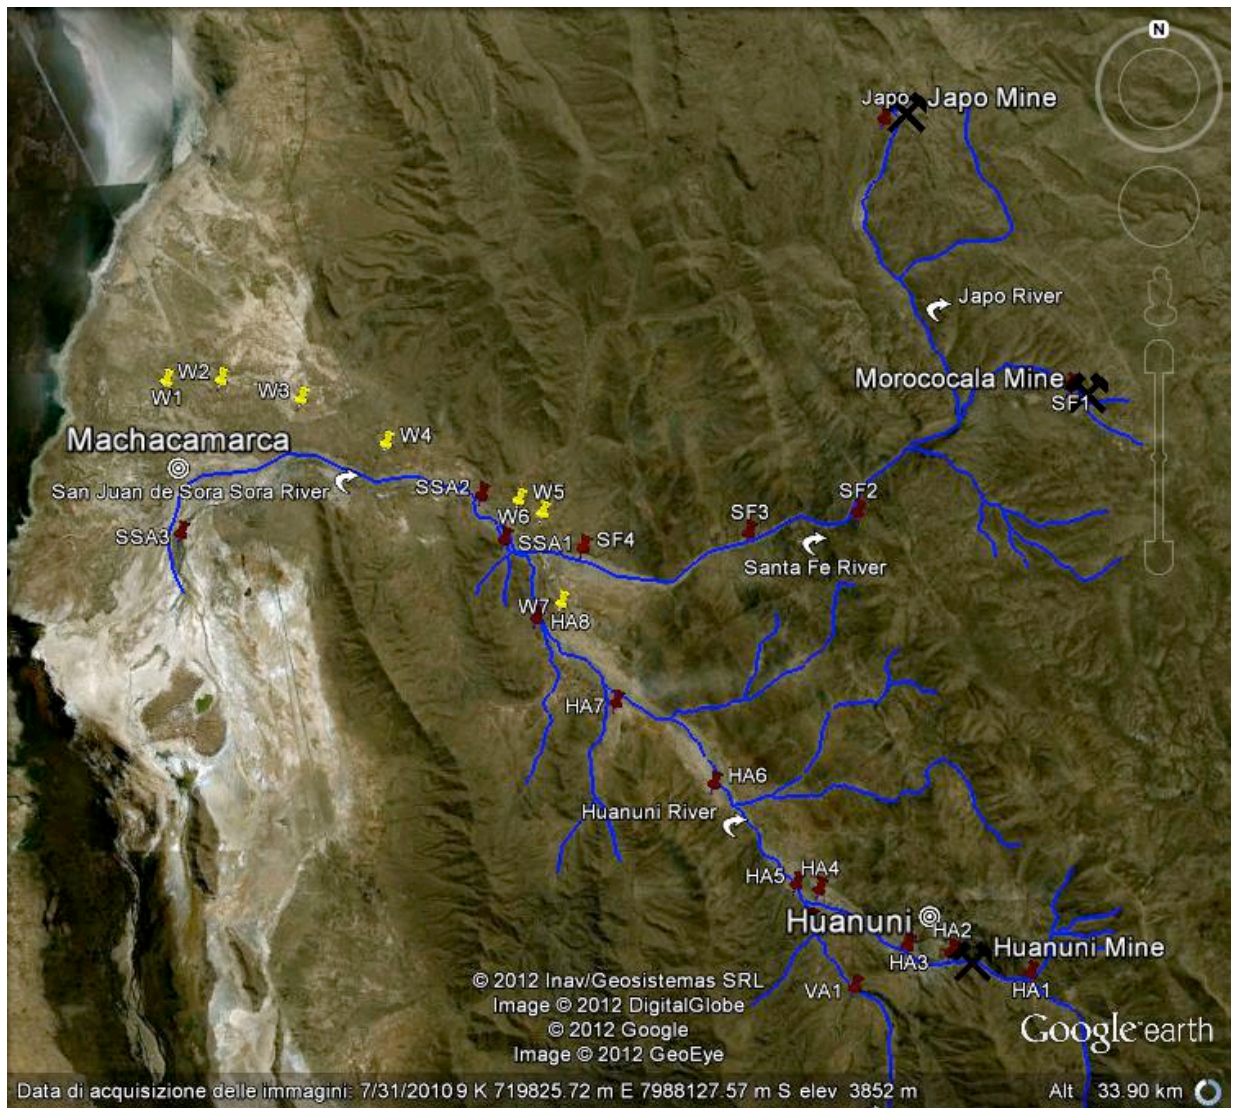 N
Japo
Japo Mine
Japo River
Morococala Mine
SF1
W2
W1
W3
W4
Machacamarca
San Juan de Sora Sora River
SSA2
W5
W6
SSA3
SSA1
SF4
SF3
SF2
Santa Fe River
W7
HA8
HA7
HA6
Huanuni River
HA5
HA4
Huanuni
HA2
HA3
Huanuni Mine
VA1
HA1
© 2012 Inav/Geosistemas SRL
Image © 2012 DigitalGlobe
© 2012 Google
Image © 2012 GeoEye
Google earth
Data di acquisizione delle immagini: 7/31/20109 K 719825.72 m E 7988127.57 m S elev 3852 m
Alt 33.90 km